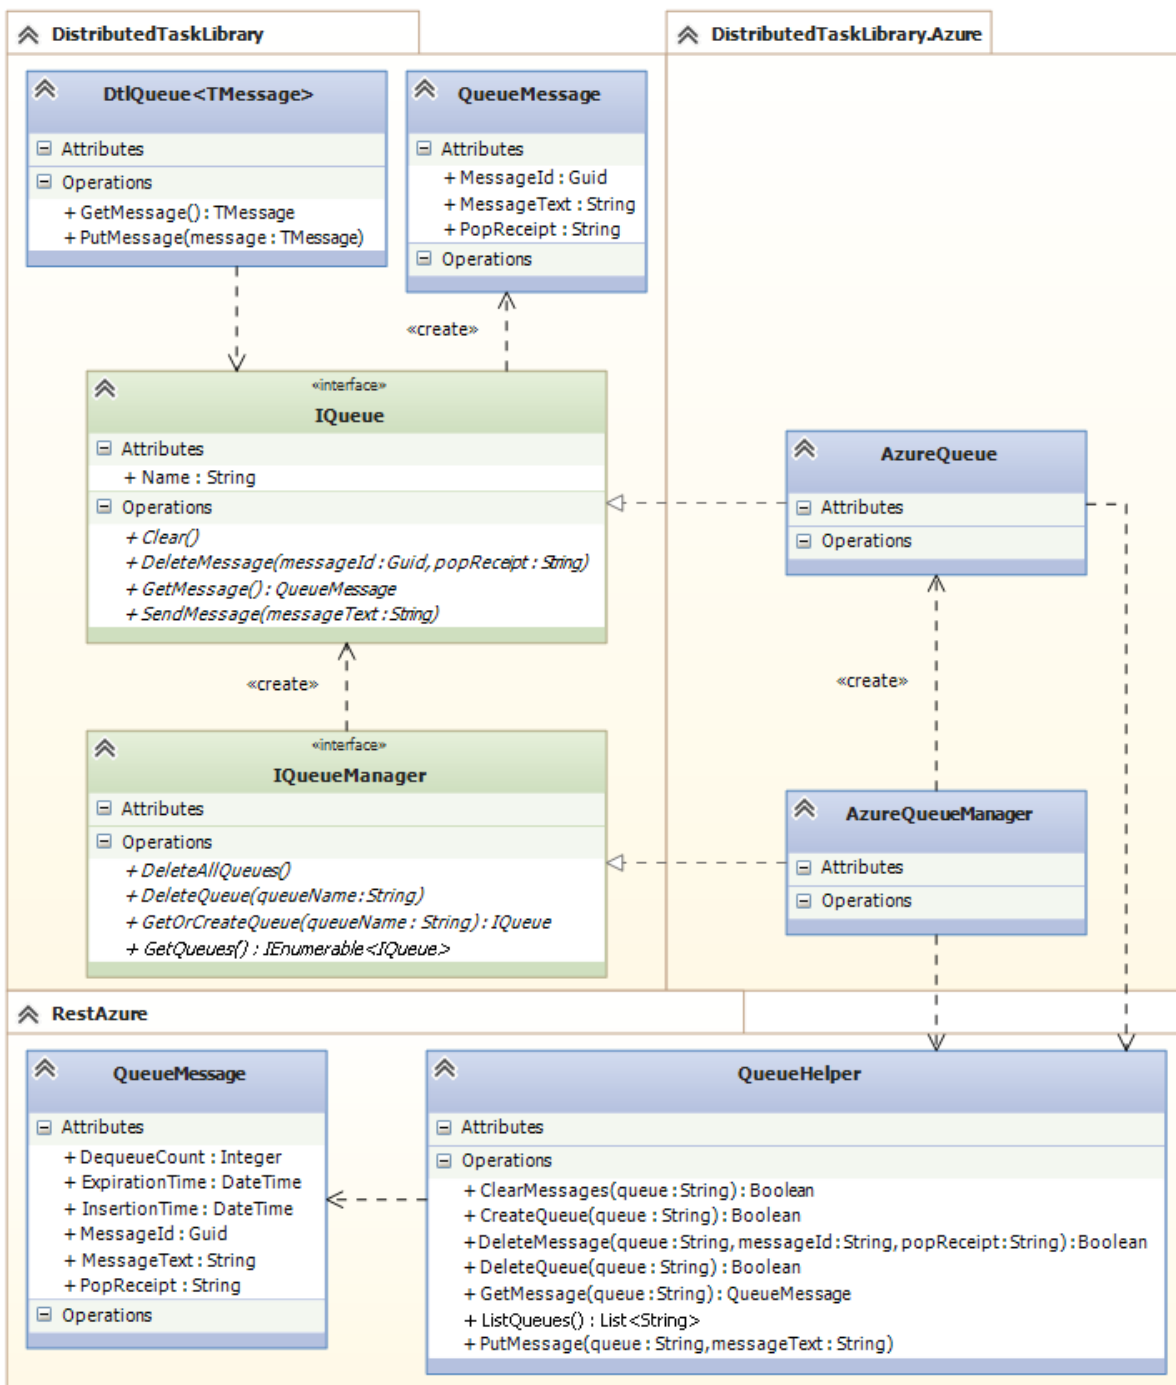 DistributedTaskLibrary
DtlQueue<TMessage>
Attributes
Operations
+ GetMessage() : TMessage
+ PutMessage(message : TMessage)
QueueMessage
Attributes
+ MessageId : Guid
+ MessageText : String
+ PopReceipt : String
Operations
«create»
«interface»
IQueue
Attributes
+ Name : String
Operations
+ Clear()
+ DeleteMessage(messageId : Guid, popReceipt : String)
+ GetMessage() : QueueMessage
+ SendMessage(messageText : String)
«create»
«interface»
IQueueManager
Attributes
Operations
+ DeleteAllQueues()
+ DeleteQueue(queueName:String)
+ GetOrCreateQueue(queueName : String) : IQueue
+ GetQueues() : IEnumerable<IQueue>
DistributedTaskLibrary.Azure
AzureQueue
Attributes
Operations
«create»
AzureQueueManager
Attributes
Operations
RestAzure
QueueMessage
Attributes
+ DequeueCount : Integer
+ ExpirationTime : DateTime
+ InsertionTime : DateTime
+ MessageId : Guid
+ MessageText : String
+ PopReceipt : String
Operations
QueueHelper
Attributes
Operations
+ ClearMessages(queue : String) : Boolean
+ CreateQueue(queue : String) : Boolean
+ DeleteMessage(queue : String, messageId : String, popReceipt:String) : Boolean
+ DeleteQueue(queue : String) : Boolean
+ GetMessage(queue : String) : QueueMessage
+ ListQueues() : List<String>
+ PutMessage(queue : String,messageText : String)